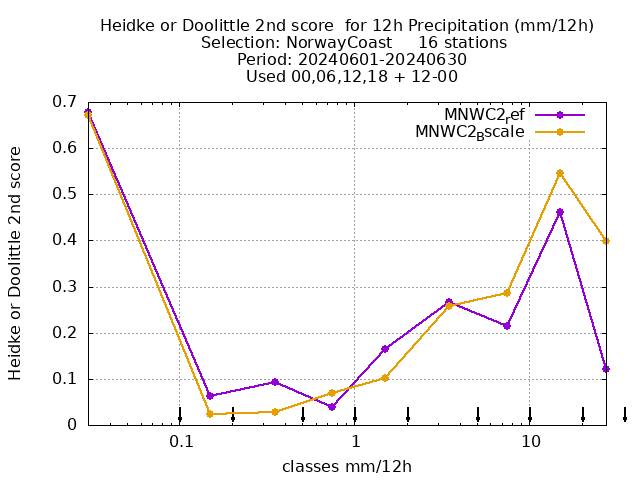 Heidke or Doolittle 2nd score  for 12h Precipitation (mm/12h)
Selection: NorwayCoast     16 stations
Period: 20240601-20240630
Used 00,06,12,18 + 12-00
MNWC2ref
MNWC2Bscale
0.7
0.6
0.5
0.4
0.3
0.2
0.1
0
Heidke or Doolittle 2nd score
0.1 1 10
classes mm/12h